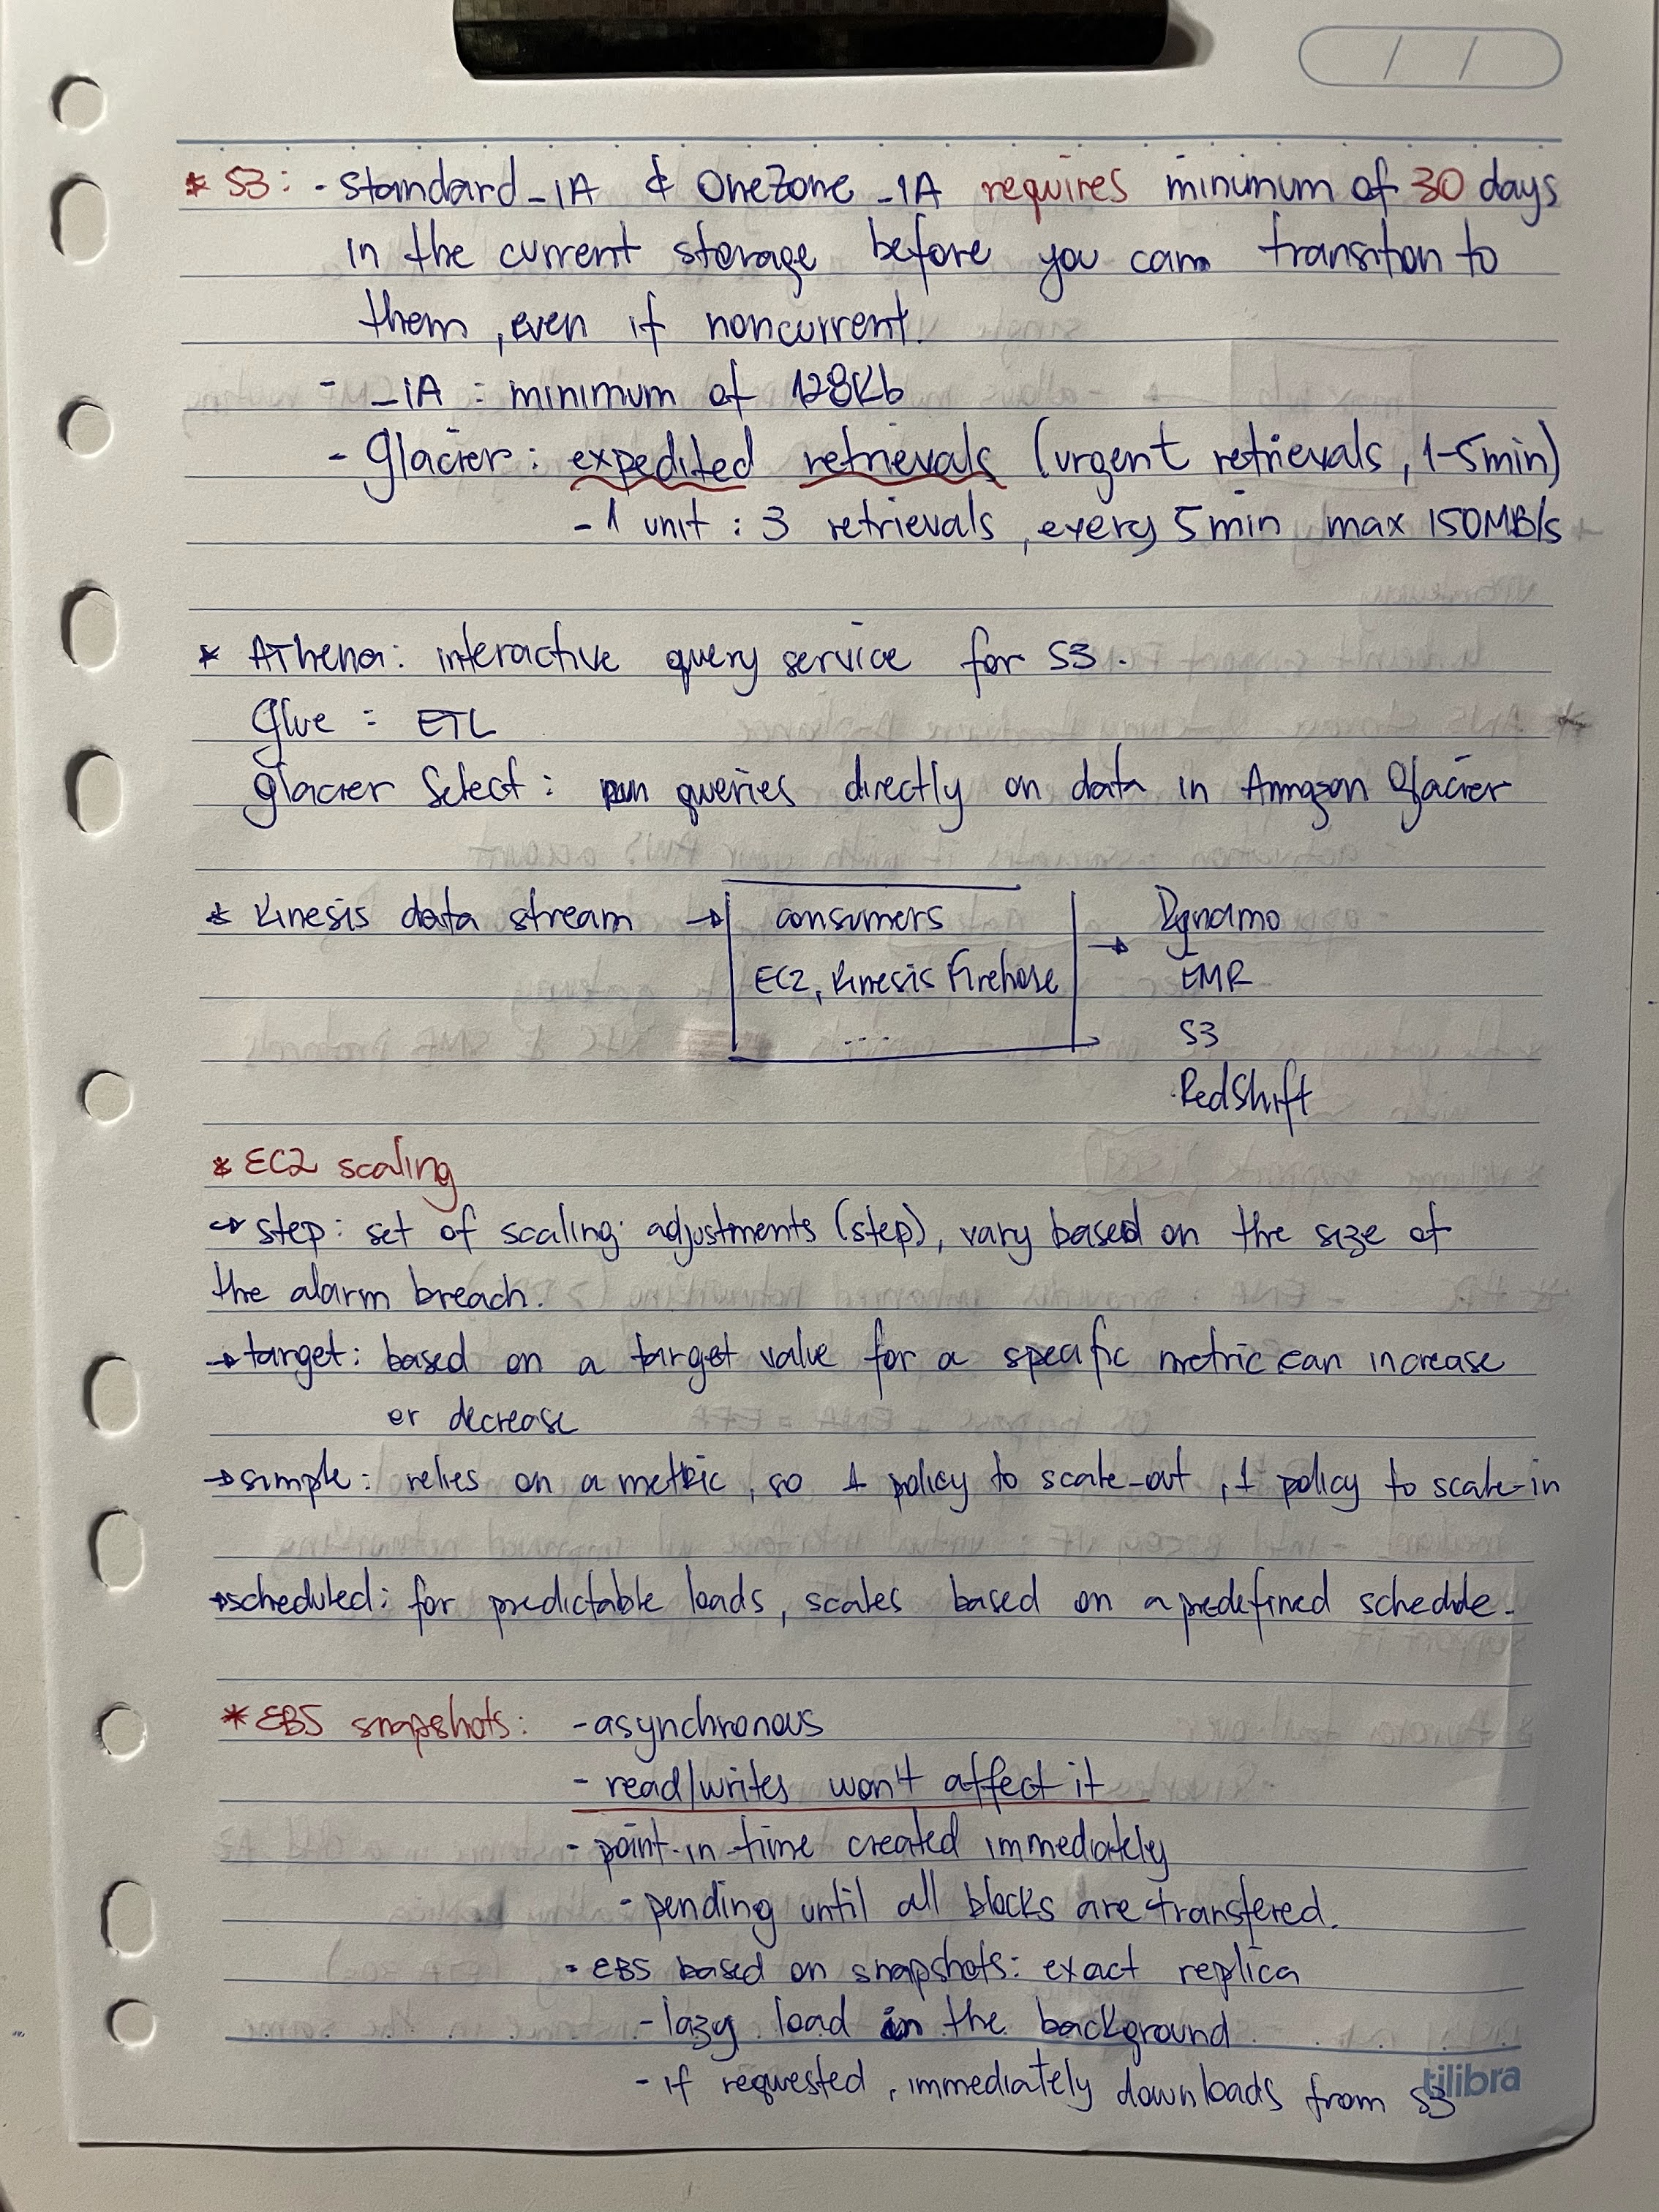 * S3: - Standard_IA & OneZone_IA requires minimum of 30 days
in the current storage before you can transition to
them, even if noncurrent.
- _IA : minimum of 128Kb
- Glacier: expedited retrievals (urgent retrievals, 1-5min)
- 1 unit : 3 retrievals, every 5min max 150MB/s
* AThena: interactive query service for S3.
Glue = ETL
Glacier Select: run queries directly on data in Amazon Glacier
* Kinesis data stream → consumers → Dynamo
EC2, Kinesis Firehose EMR
... S3
RedShift
* EC2 scaling
→ step: set of scaling adjustments (step), vary based on the size of
the alarm breach.
→ target: based on a target value for a specific metric can increase
or decrease
→ simple: relies on a metric, so 1 policy to scale-out, 1 policy to scale-in
→ scheduled: for predictable loads, scales based on a predefined schedule.
* EBS snapshots: - asynchronous
- read/writes won't affect it
- point-in-time created immediately
- pending until all blocks are transfered.
- EBS based on snapshots: exact replica
- lazy load in the background
- if requested, immediately downloads from S3
tilibra